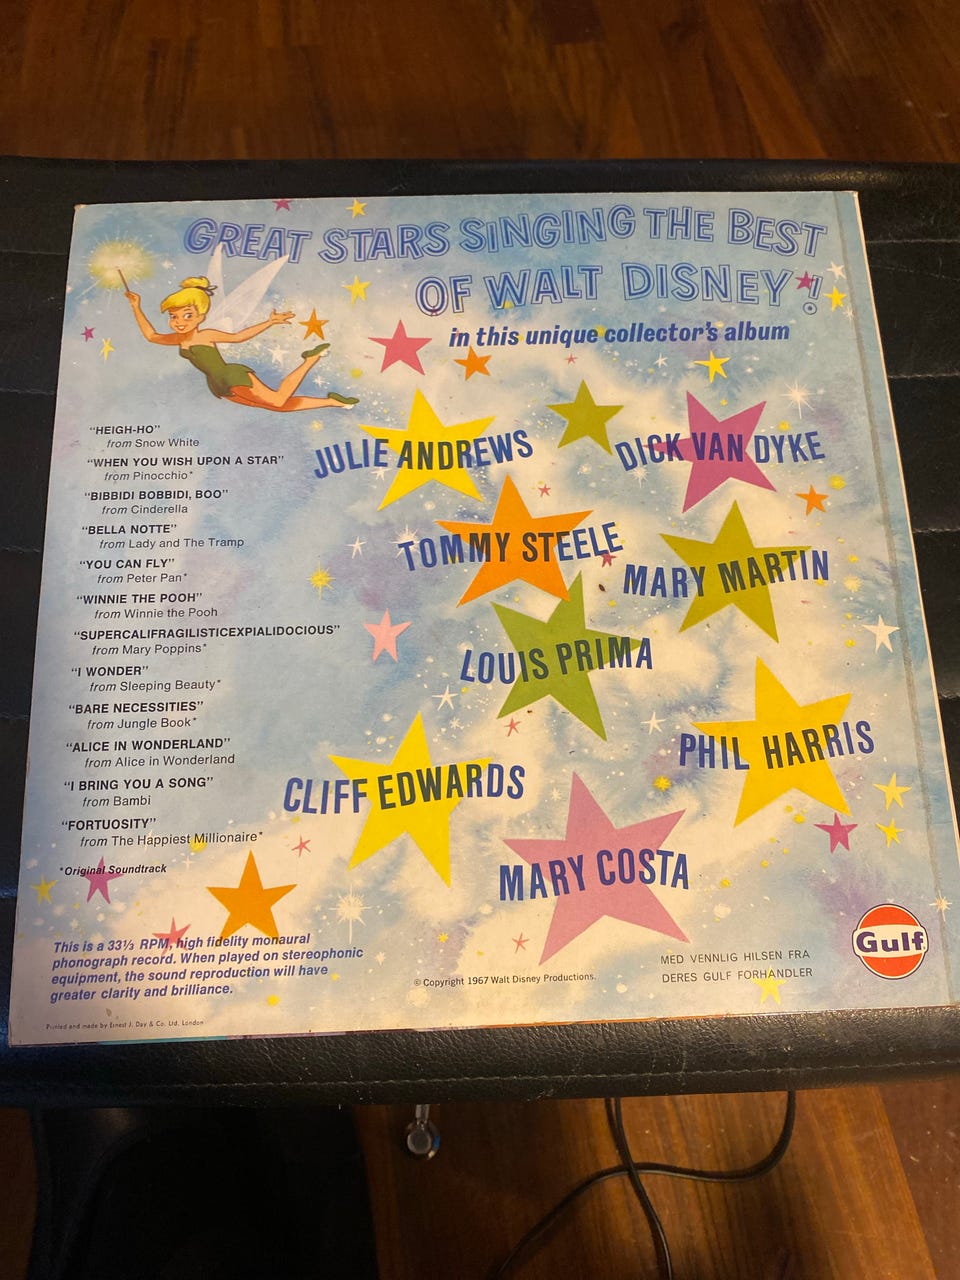 GREAT STARS SINGING THE BEST
OF WALT DISNEY!
in this unique collector's album
"HEIGH-HO"
from Snow White
"WHEN YOU WISH UPON A STAR"
from Pinocchio*
"BIBBIDI BOBBIDI, BOO"
from Cinderella
"BELLA NOTTE"
from Lady and The Tramp
"YOU CAN FLY"
from Peter Pan*
"WINNIE THE POOH"
from Winnie the Pooh
"SUPERCALIFRAGILISTICEXPIALIDOCIOUS"
from Mary Poppins*
"I WONDER"
from Sleeping Beauty*
"BARE NECESSITIES"
from Jungle Book*
"ALICE IN WONDERLAND"
from Alice in Wonderland
"I BRING YOU A SONG"
from Bambi
"FORTUOSITY"
from The Happiest Millionaire*
*Original Soundtrack
JULIE ANDREWS
DICK VAN DYKE
TOMMY STEELE
MARY MARTIN
LOUIS PRIMA
PHIL HARRIS
CLIFF EDWARDS
MARY COSTA
This is a 33⅓ RPM, high fidelity monaural
phonograph record. When played on stereophonic
equipment, the sound reproduction will have
greater clarity and brilliance.
Printed and made by Ernest J. Day & Co. Ltd. London
© Copyright 1967 Walt Disney Productions.
MED VENNLIG HILSEN FRA
DERES GULF FORHANDLER
Gulf